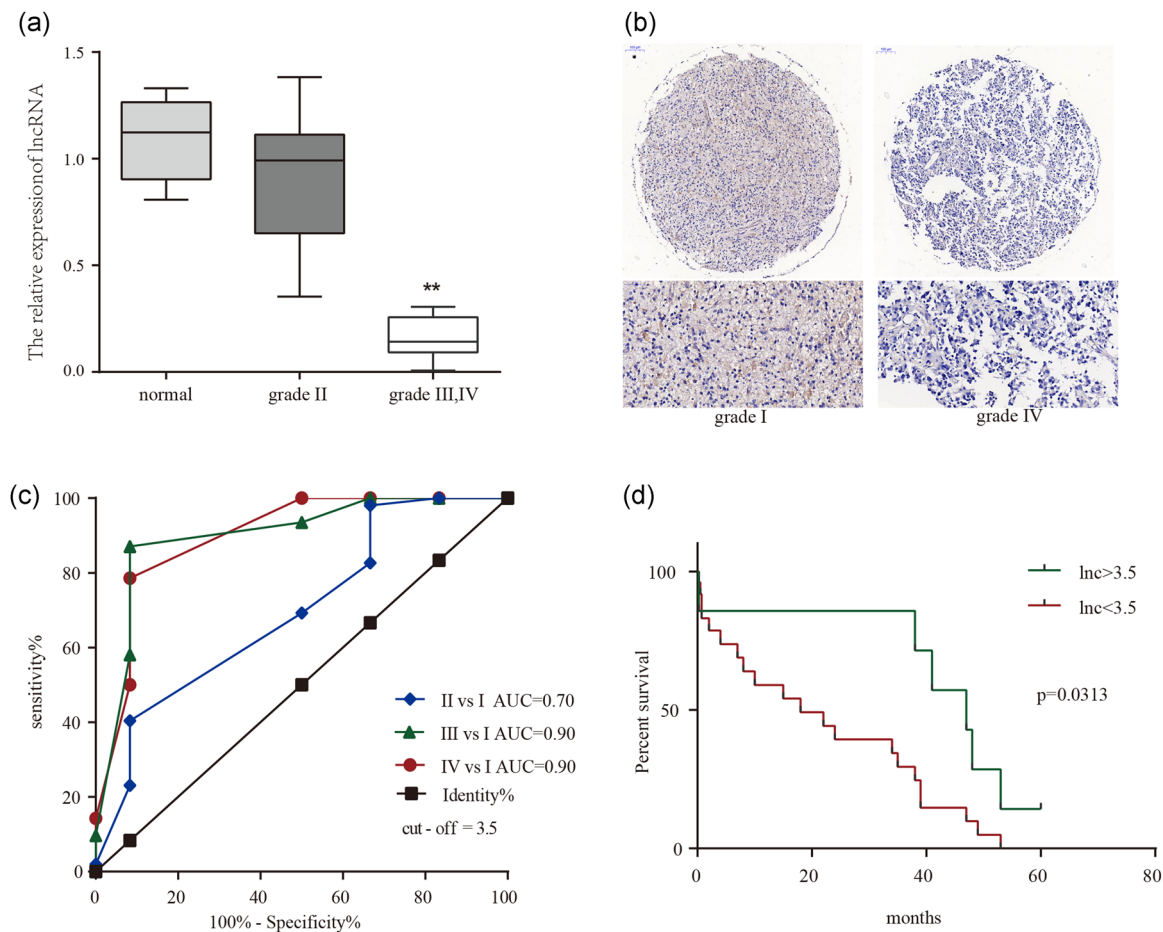 (a)
The relative expression of lncRNA
1.5
1.0
0.5
0.0
**
normal
grade II
grade III,IV
(b)
grade I
grade IV
(c)
sensitivity%
100
80
60
40
20
0
0
20
40
60
80
100
100% - Specificity%
II vs I AUC=0.70
III vs I AUC=0.90
IV vs I AUC=0.90
Identity%
cut - off = 3.5
(d)
Percent survival
100
50
0
0
20
40
60
80
months
lnc>3.5
lnc<3.5
p=0.0313